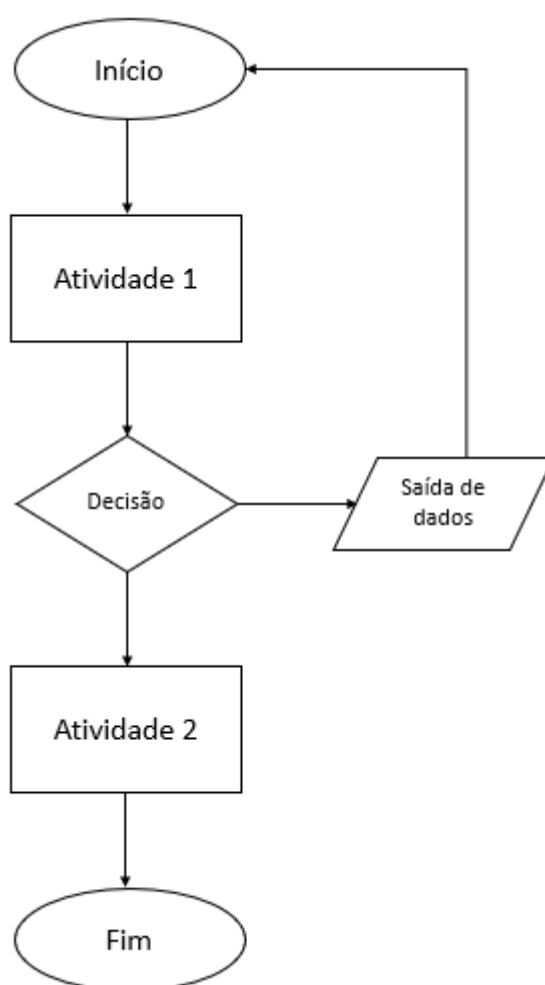 Início
Atividade 1
Decisão
Saída de
dados
Atividade 2
Fim